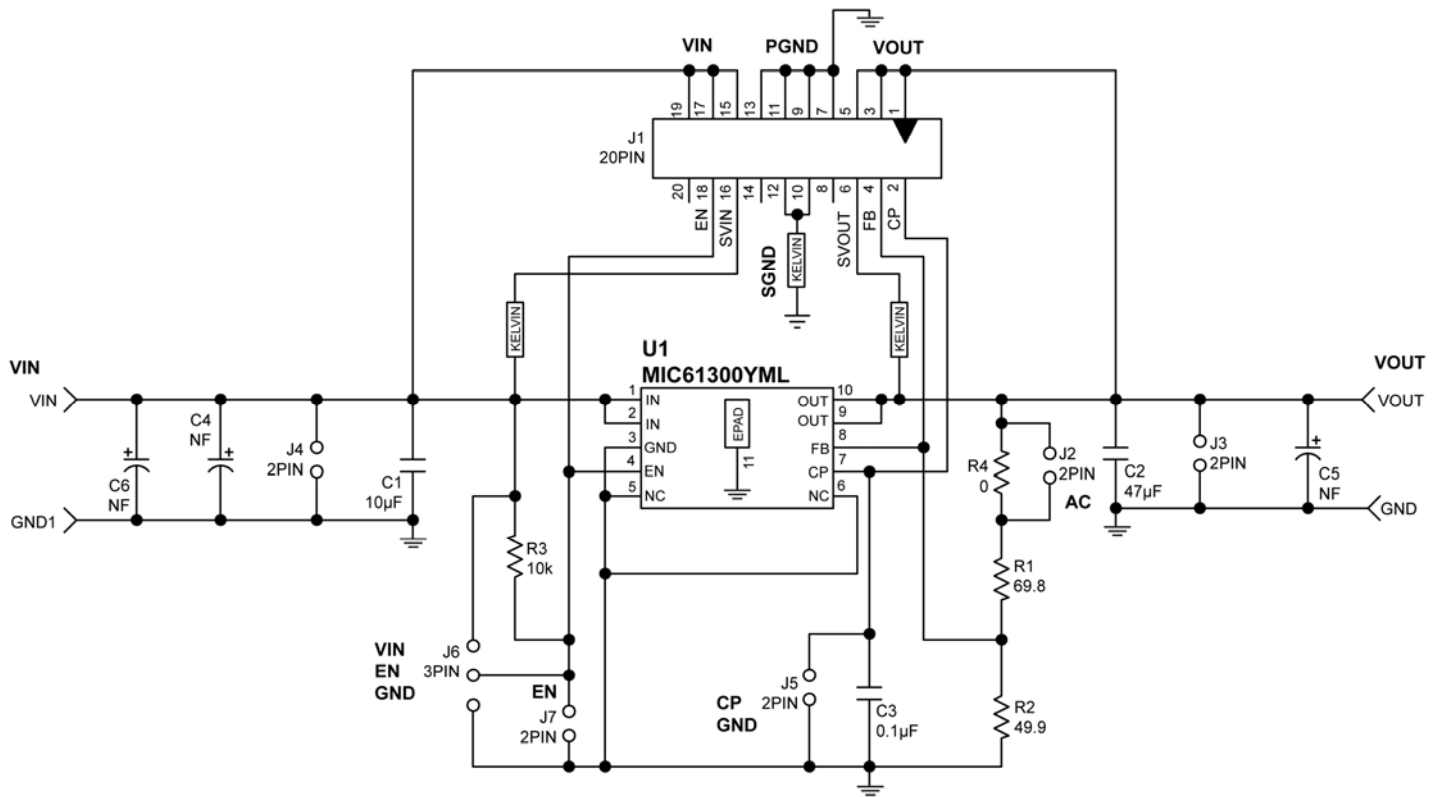 VIN
PGND
VOUT
19
17
15
13
11
9
7
5
3
1
J1
20PIN
20
18
16
14
12
10
8
6
4
2
EN
SVIN
SVOUT
FB
CP
KELVIN
SGND
KELVIN
KELVIN
U1
MIC61300YML
VIN
VIN
VOUT
VOUT
1
IN
2
IN
3
GND
4
EN
5
NC
EPAD
11
10
OUT
9
OUT
8
FB
7
CP
6
NC
C6
NF
C4
NF
J4
2PIN
C1
10µF
GND1
R4
0
J2
2PIN
AC
C2
47µF
J3
2PIN
C5
NF
GND
R3
10k
R1
69.8
VIN
EN
GND
J6
3PIN
EN
J7
2PIN
CP
GND
J5
2PIN
C3
0.1µF
R2
49.9
+
+
+